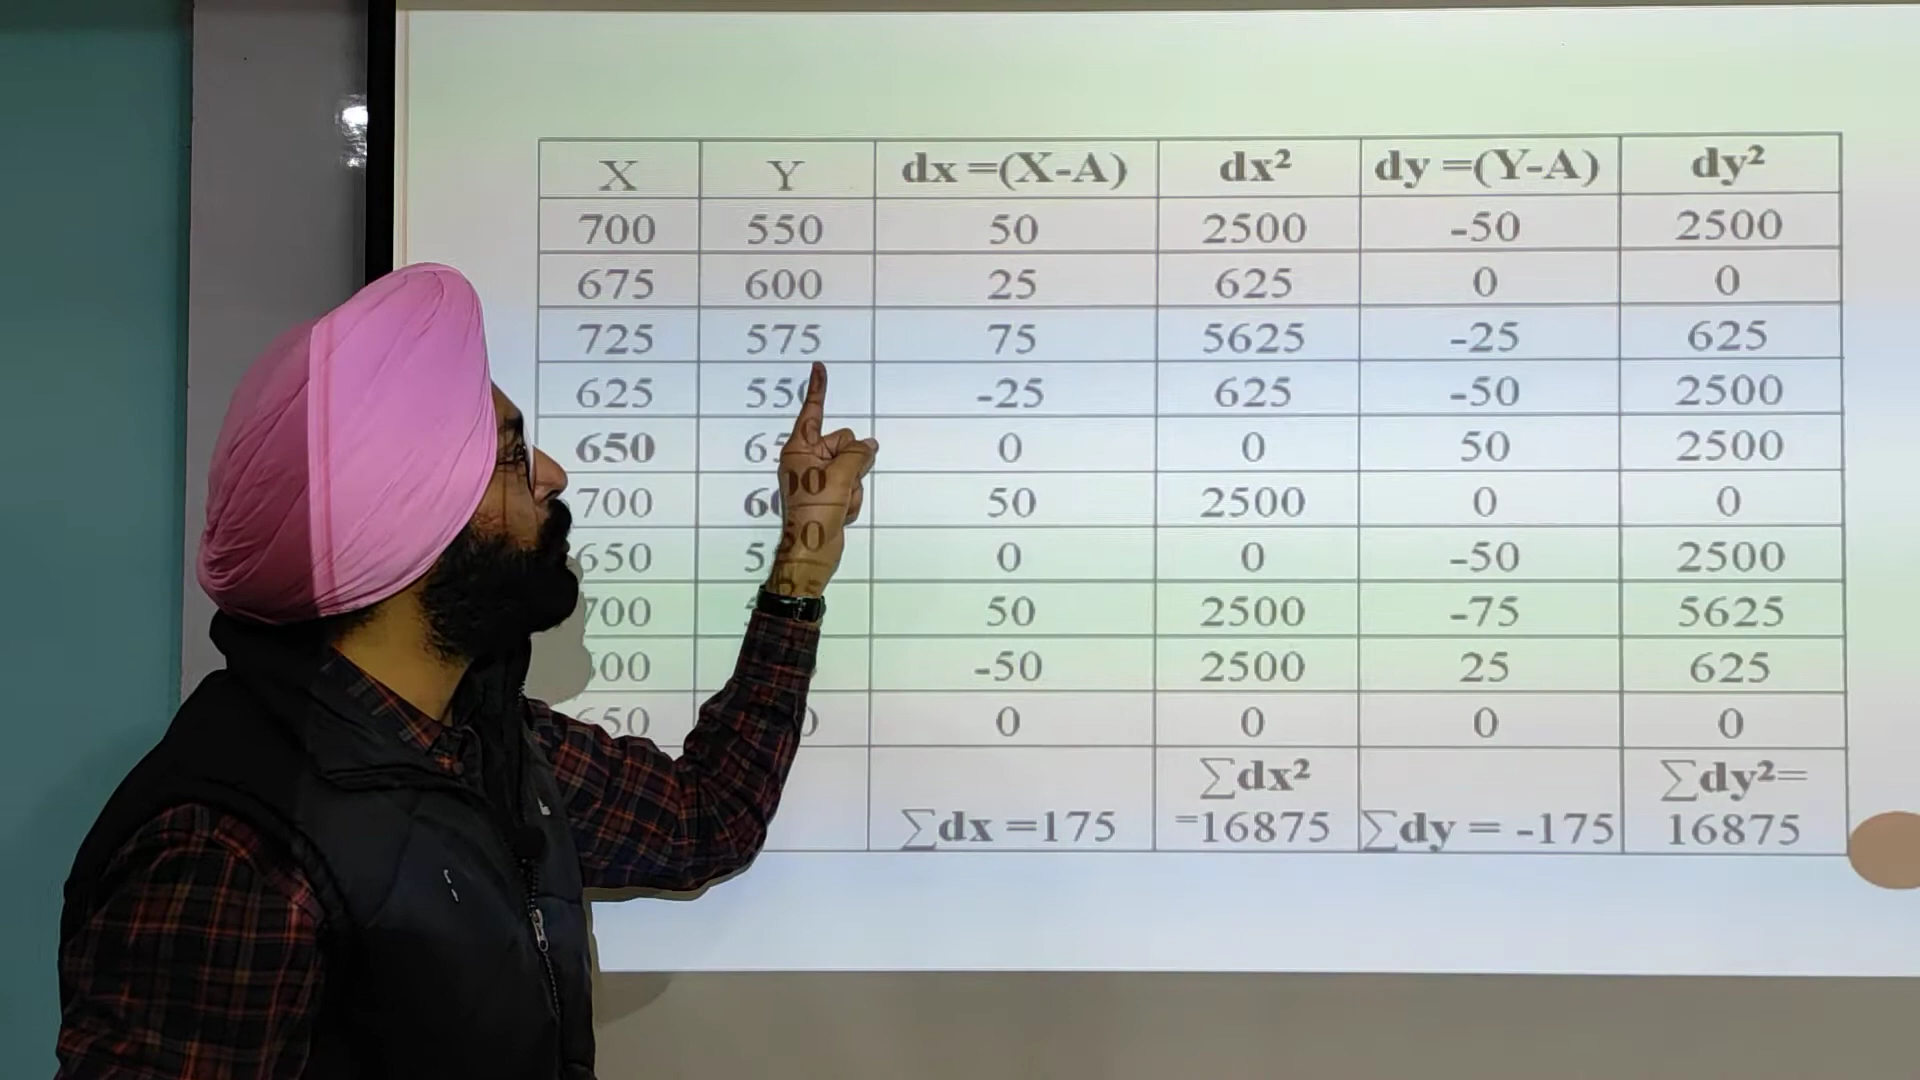 X Y dx =(X-A) dx² dy =(Y-A) dy²
700 550 50 2500 -50 2500
675 600 25 625 0 0
725 575 75 5625 -25 625
625 550 -25 625 -50 2500
650 0 0 50 2500
700 50 2500 0 0
650 0 0 -50 2500
700 50 2500 -75 5625
-50 2500 25 625
650 0 0 0 0
∑dx =175 ∑dx² =16875 ∑dy = -175 ∑dy²= 16875